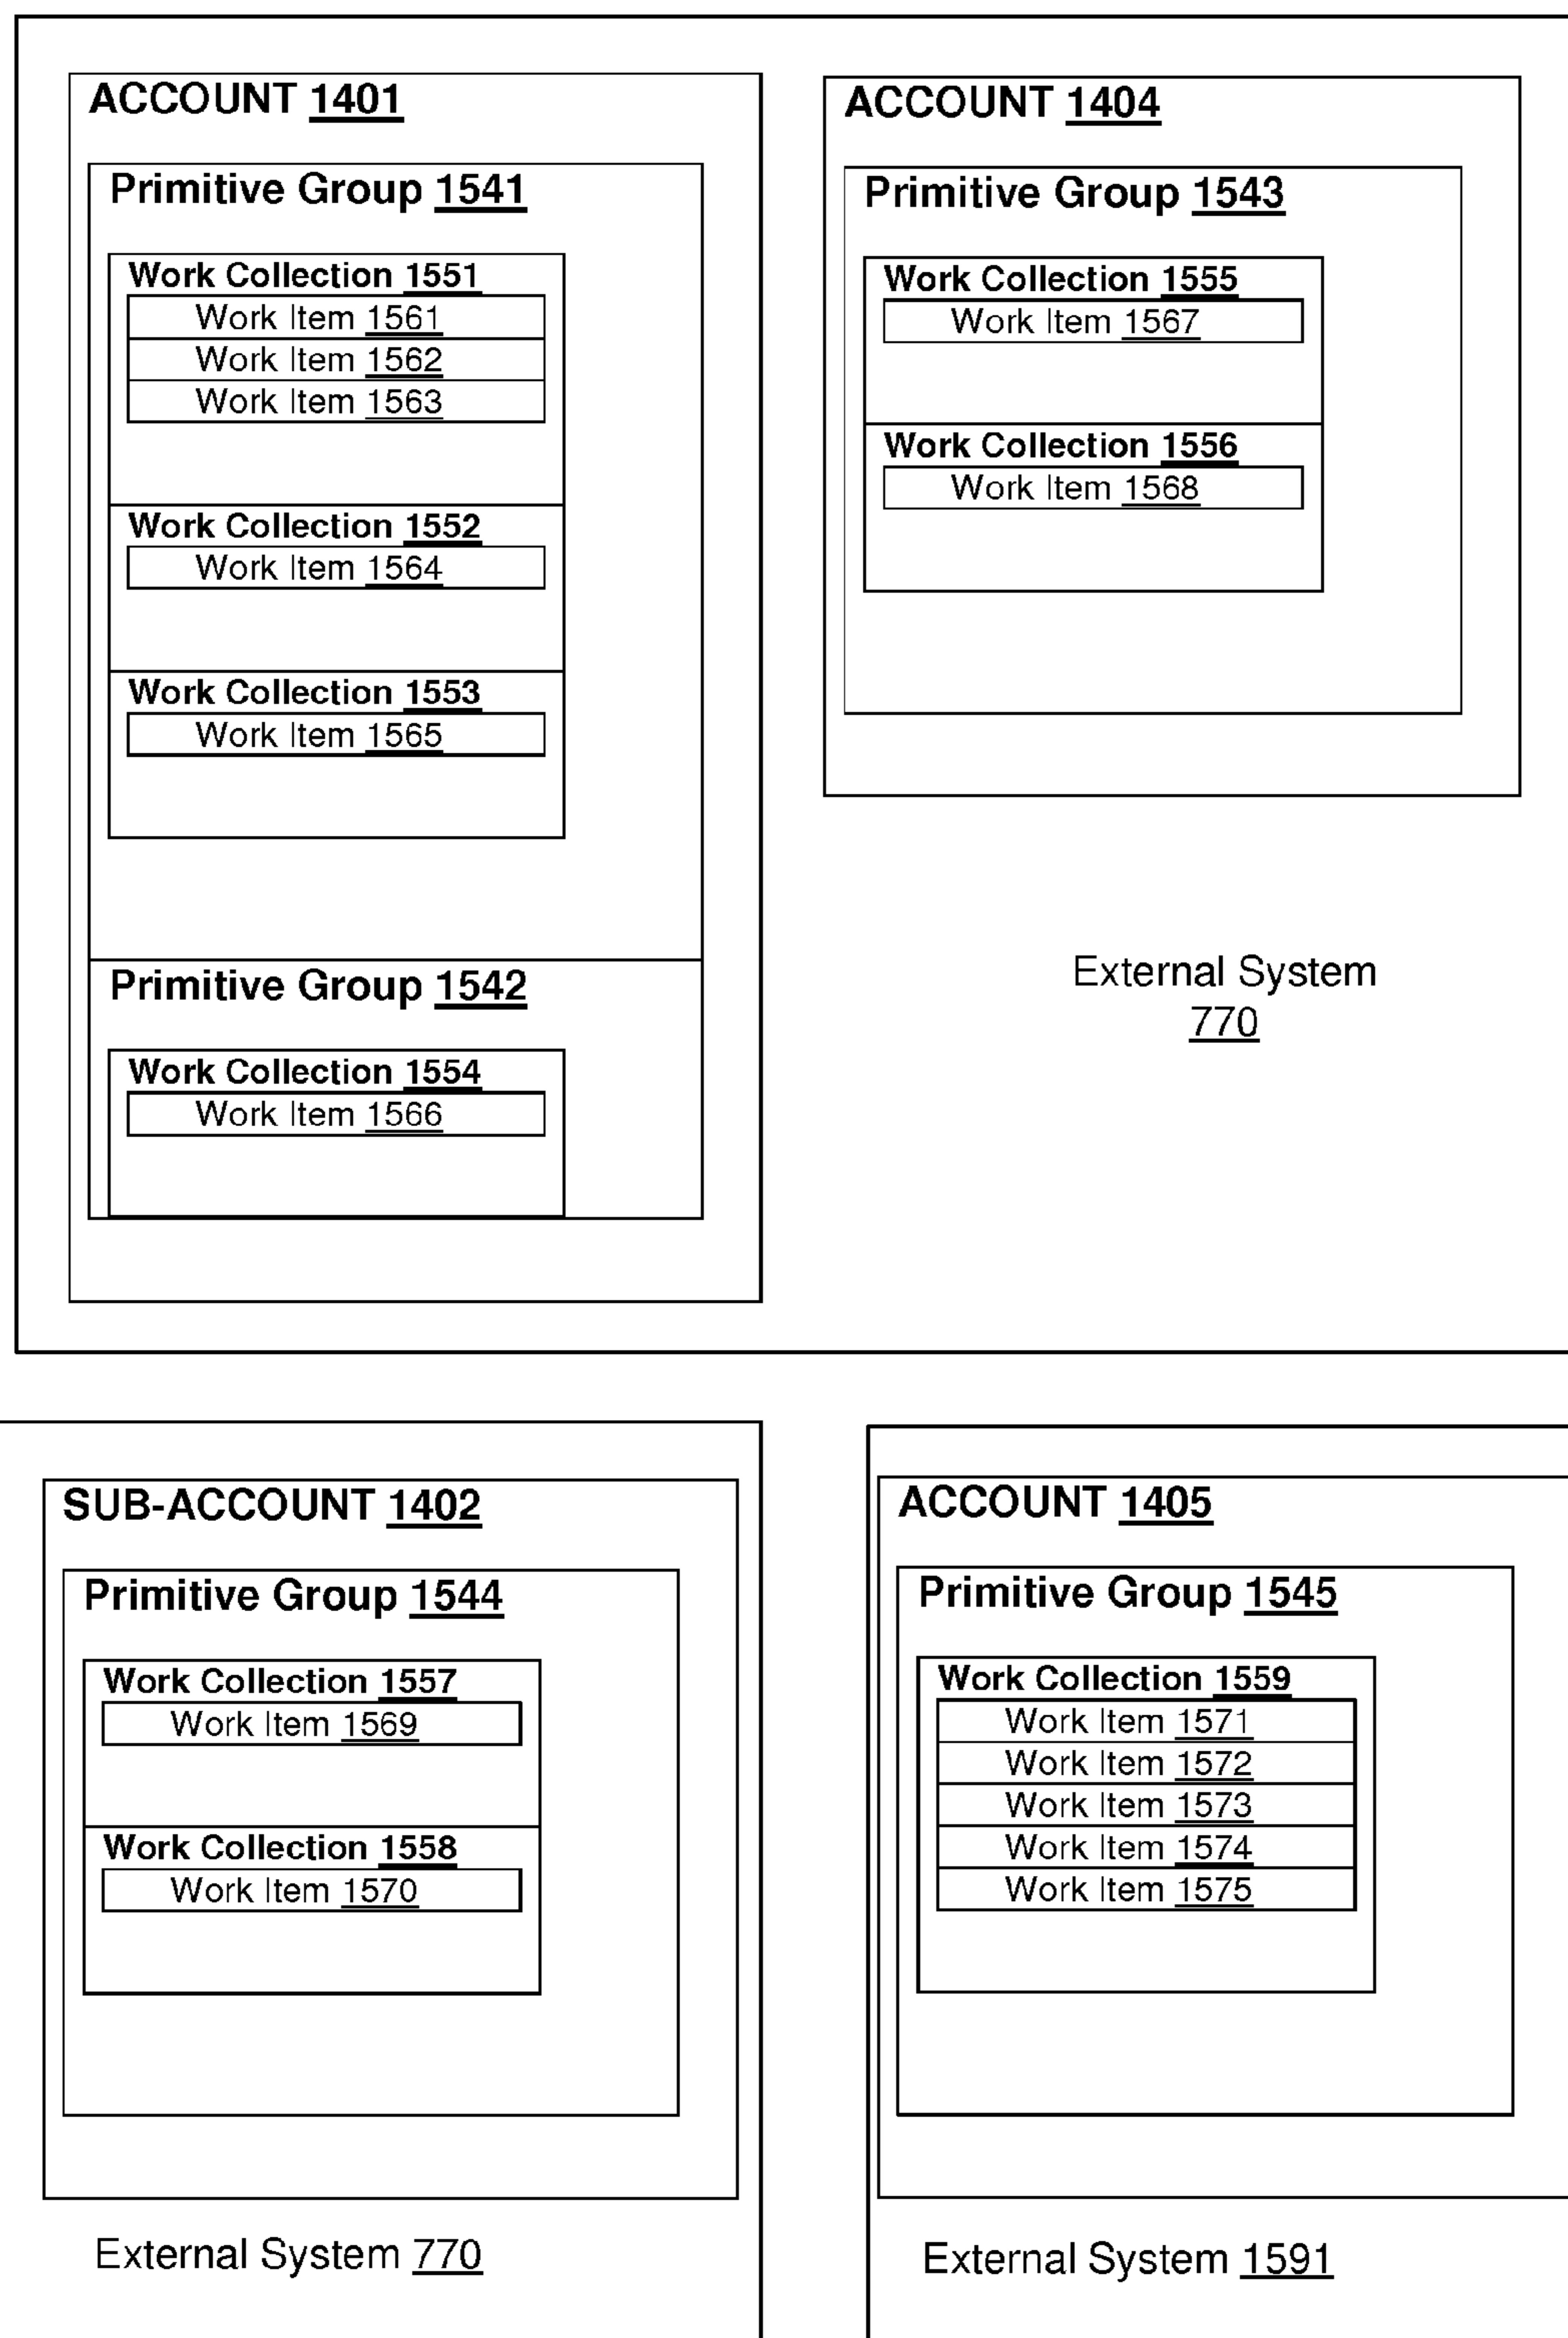 ACCOUNT 1401
Primitive Group 1541
Work Collection 1551
Work Item 1561
Work Item 1562
Work Item 1563
Work Collection 1552
Work Item 1564
Work Collection 1553
Work Item 1565
Primitive Group 1542
Work Collection 1554
Work Item 1566
ACCOUNT 1404
Primitive Group 1543
Work Collection 1555
Work Item 1567
Work Collection 1556
Work Item 1568
External System
770
SUB-ACCOUNT 1402
Primitive Group 1544
Work Collection 1557
Work Item 1569
Work Collection 1558
Work Item 1570
External System 770
ACCOUNT 1405
Primitive Group 1545
Work Collection 1559
Work Item 1571
Work Item 1572
Work Item 1573
Work Item 1574
Work Item 1575
External System 1591